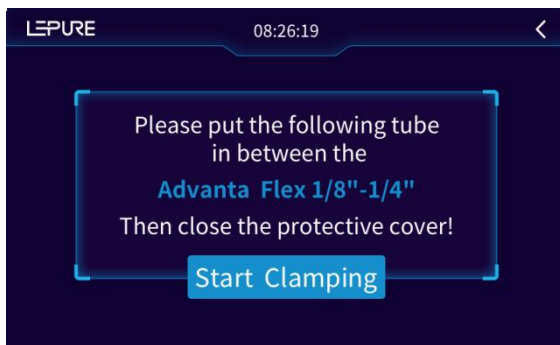 LEPURE
08:26:19
Please put the following tube
in between the
Advanta Flex 1/8"-1/4"
Then close the protective cover!
Start Clamping